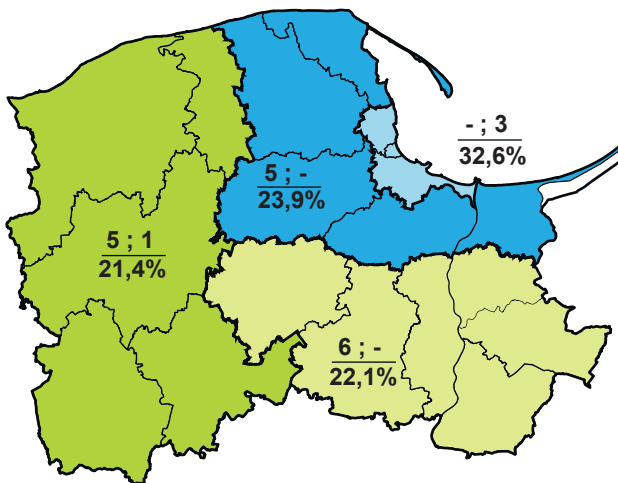 - ; 3
32,6%
5 ; -
23,9%
5 ; 1
21,4%
6 ; -
22,1%